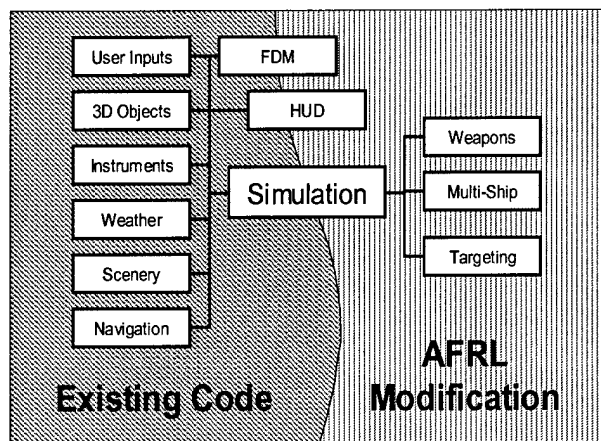 User Inputs
FDM
3D Objects
HUD
Instruments
Weapons
Simulation
Multi-Ship
Weather
Scenery
Targeting
Navigation
Existing Code
AFRL
Modification